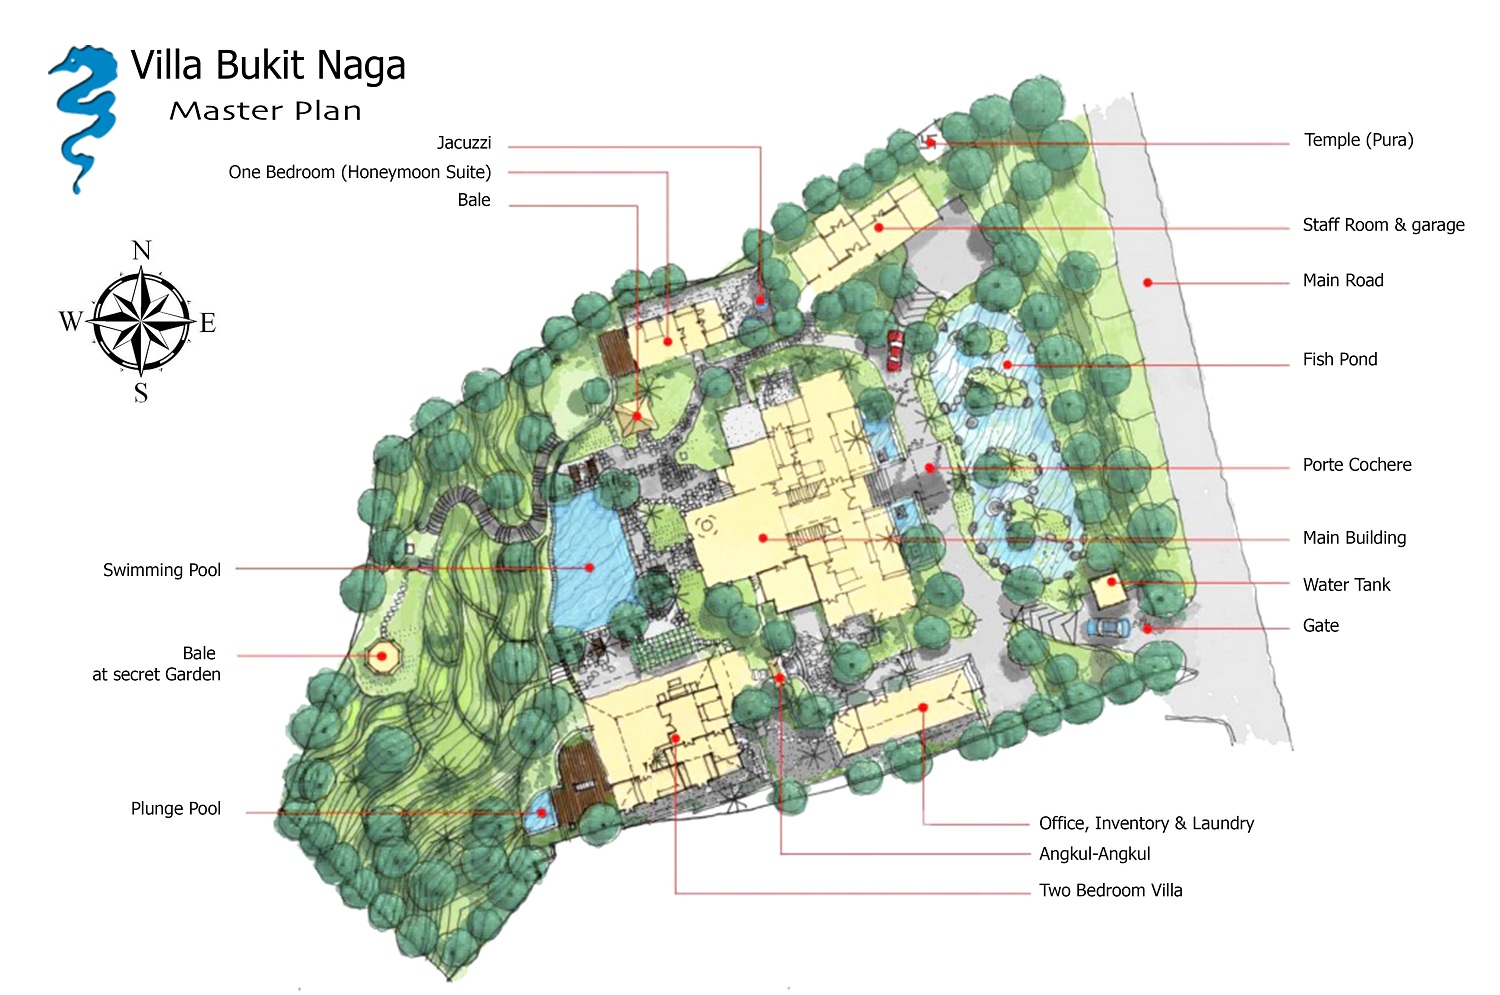 Villa Bukit Naga
Master Plan
Jacuzzi
One Bedroom (Honeymoon Suite)
Bale
N
W
E
S
Swimming Pool
Bale
at secret Garden
Plunge Pool
Temple (Pura)
Staff Room & garage
Main Road
Fish Pond
Porte Cochere
Main Building
Water Tank
Gate
Office, Inventory & Laundry
Angkul-Angkul
Two Bedroom Villa